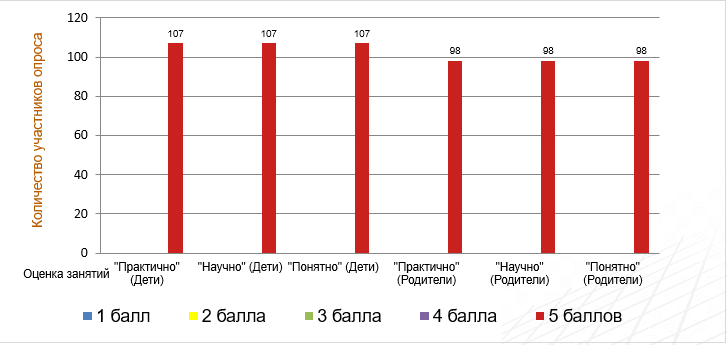 120
100
80
60
40
20
0
Количество участников опроса
107
107
107
98
98
98
Оценка занятий
"Практично" (Дети)
"Научно" (Дети)
"Понятно" (Дети)
"Практично" (Родители)
"Научно" (Родители)
"Понятно" (Родители)
1 балл
2 балла
3 балла
4 балла
5 баллов